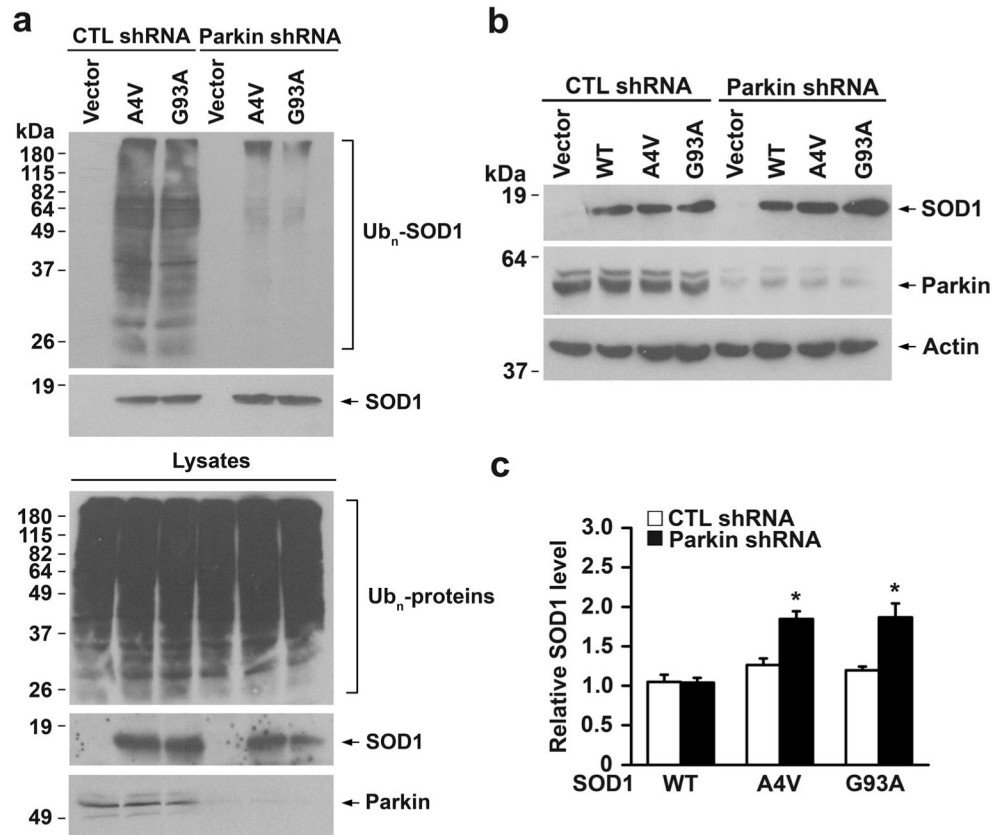 a
CTL shRNA Parkin shRNA
Vector A4V G93A Vector A4V G93A
kDa
180
115
82
64
49
37
26
Ubn-SOD1
19
SOD1
Lysates
180
115
82
64
49
37
26
Ubn-proteins
19
SOD1
Parkin
49
b
CTL shRNA Parkin shRNA
Vector WT A4V G93A Vector WT A4V G93A
kDa
19
SOD1
64
Parkin
Actin
37
c
CTL shRNA
Parkin shRNA
Relative SOD1 level
3.0
2.5
2.0
1.5
1.0
0.5
0
* *
SOD1 WT A4V G93A